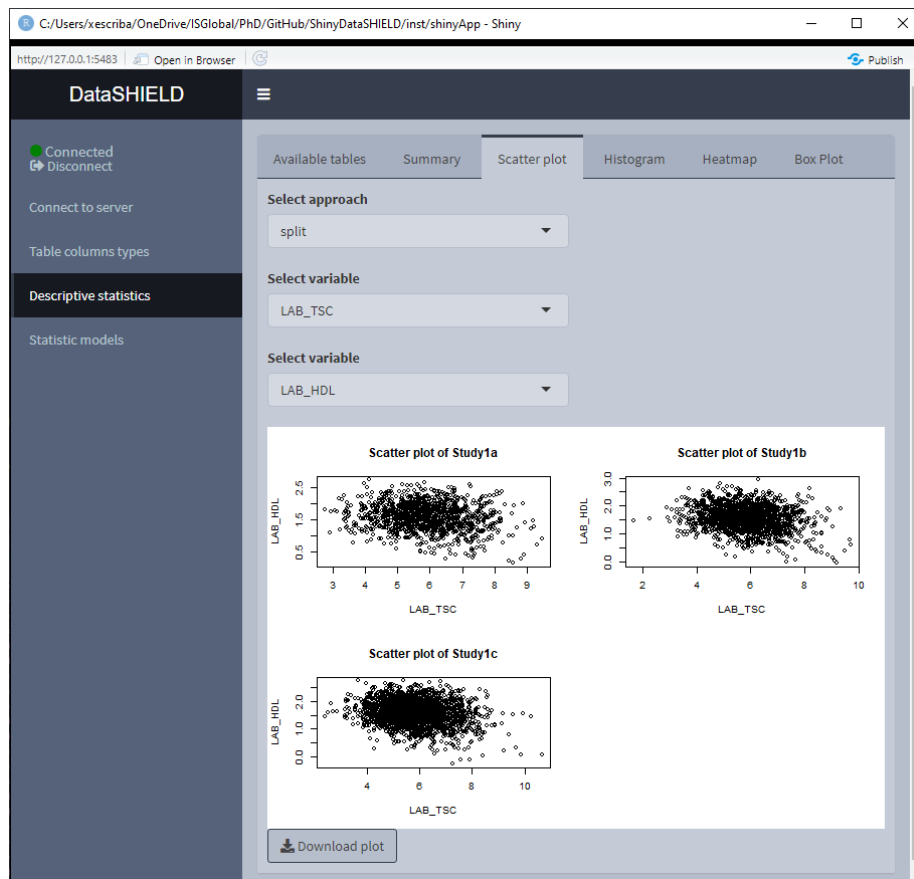 C:/Users/xescriba/OneDrive/ISGlobal/PhD/GitHub/ShinyDataSHIELD/inst/shinyApp - Shiny
http://127.0.0.1:5483 Open in Browser Publish
DataSHIELD
Connected
Disconnect
Connect to server
Table columns types
Descriptive statistics
Statistic models
Available tables Summary Scatter plot Histogram Heatmap Box Plot
Select approach
split
Select variable
LAB_TSC
Select variable
LAB_HDL
Scatter plot of Study1a
LAB_HDL
0.5 1.5 2.5
3 4 5 6 7 8 9
LAB_TSC
Scatter plot of Study1b
LAB_HDL
0.0 1.0 2.0 3.0
2 4 6 8 10
LAB_TSC
Scatter plot of Study1c
LAB_HDL
0.0 1.0 2.0
4 6 8 10
LAB_TSC
Download plot